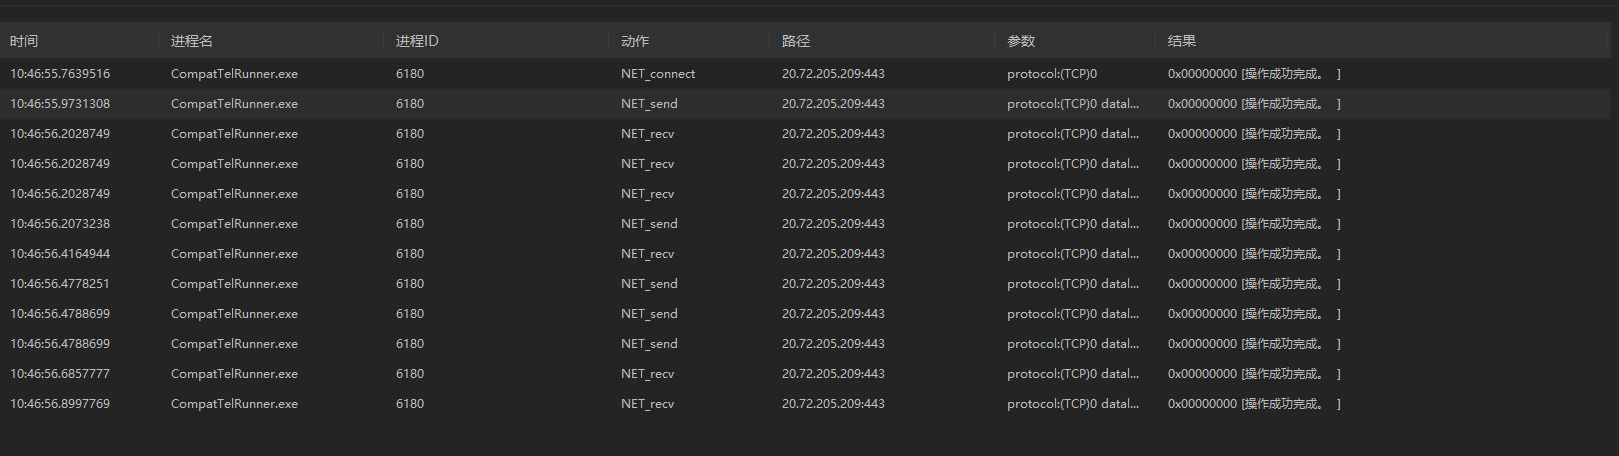 时间 进程名 进程ID 动作 路径 参数 结果
10:46:55.7639516 CompatTelRunner.exe 6180 NET_connect 20.72.205.209:443 protocol:(TCP)0 0x00000000 [操作成功完成。 ]
10:46:55.9731308 CompatTelRunner.exe 6180 NET_send 20.72.205.209:443 protocol:(TCP)0 datal... 0x00000000 [操作成功完成。 ]
10:46:56.2028749 CompatTelRunner.exe 6180 NET_recv 20.72.205.209:443 protocol:(TCP)0 datal... 0x00000000 [操作成功完成。 ]
10:46:56.2028749 CompatTelRunner.exe 6180 NET_recv 20.72.205.209:443 protocol:(TCP)0 datal... 0x00000000 [操作成功完成。 ]
10:46:56.2028749 CompatTelRunner.exe 6180 NET_recv 20.72.205.209:443 protocol:(TCP)0 datal... 0x00000000 [操作成功完成。 ]
10:46:56.2073238 CompatTelRunner.exe 6180 NET_send 20.72.205.209:443 protocol:(TCP)0 datal... 0x00000000 [操作成功完成。 ]
10:46:56.4164944 CompatTelRunner.exe 6180 NET_recv 20.72.205.209:443 protocol:(TCP)0 datal... 0x00000000 [操作成功完成。 ]
10:46:56.4778251 CompatTelRunner.exe 6180 NET_send 20.72.205.209:443 protocol:(TCP)0 datal... 0x00000000 [操作成功完成。 ]
10:46:56.4788699 CompatTelRunner.exe 6180 NET_send 20.72.205.209:443 protocol:(TCP)0 datal... 0x00000000 [操作成功完成。 ]
10:46:56.4788699 CompatTelRunner.exe 6180 NET_send 20.72.205.209:443 protocol:(TCP)0 datal... 0x00000000 [操作成功完成。 ]
10:46:56.6857777 CompatTelRunner.exe 6180 NET_recv 20.72.205.209:443 protocol:(TCP)0 datal... 0x00000000 [操作成功完成。 ]
10:46:56.8997769 CompatTelRunner.exe 6180 NET_recv 20.72.205.209:443 protocol:(TCP)0 datal... 0x00000000 [操作成功完成。 ]